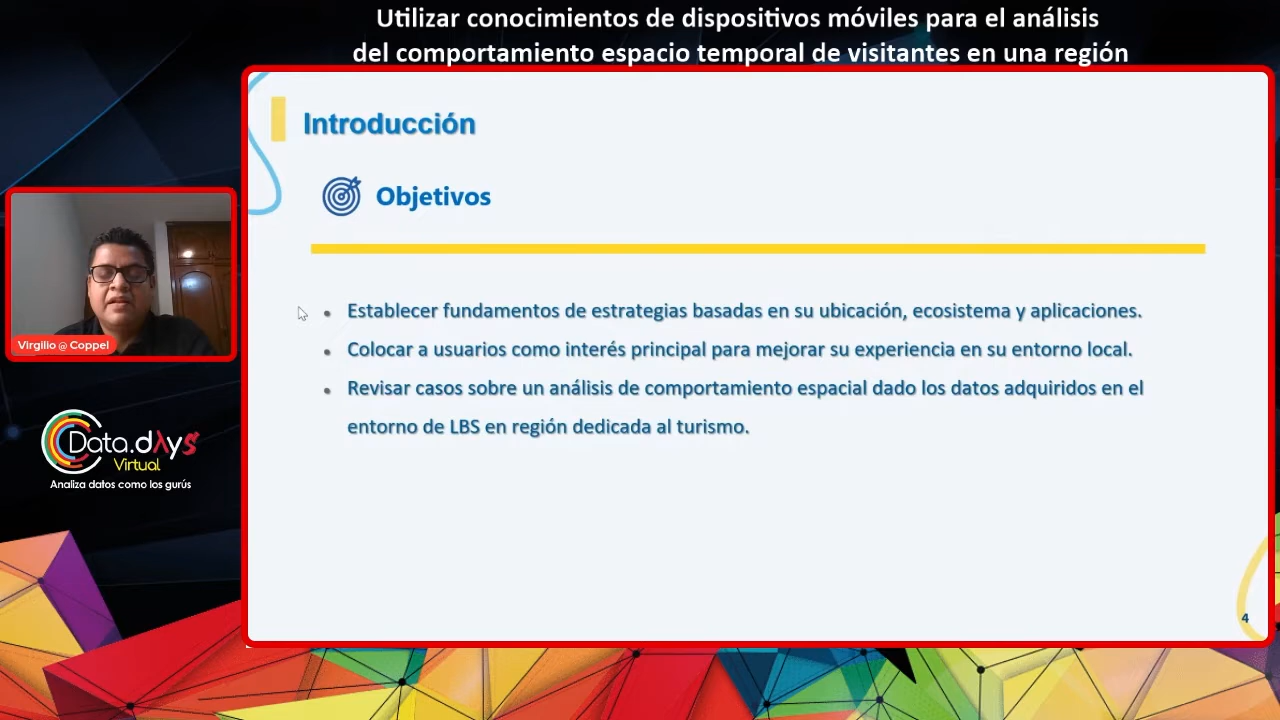 Utilizar conocimientos de dispositivos móviles para el análisis
del comportamiento espacio temporal de visitantes en una región
Introducción
Objetivos
Establecer fundamentos de estrategias basadas en su ubicación, ecosistema y aplicaciones.
Colocar a usuarios como interés principal para mejorar su experiencia en su entorno local.
Revisar casos sobre un análisis de comportamiento espacial dado los datos adquiridos en el
entorno de LBS en región dedicada al turismo.
4
Virgilio @ Coppel
Data.days
Virtual
Analiza datos como los gurús